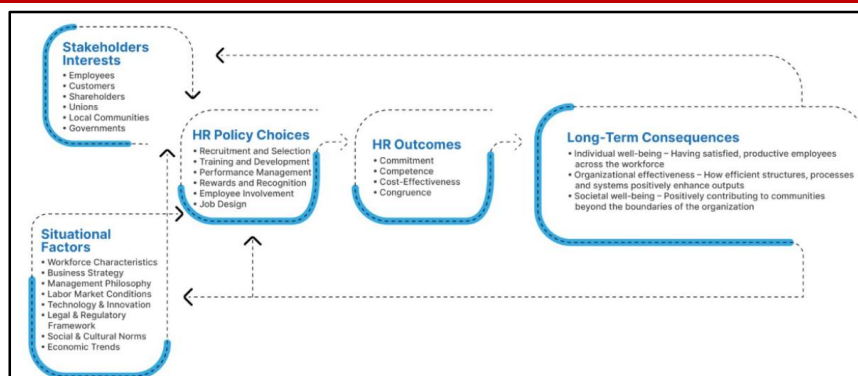 Stakeholders
Interests
• Employees
• Customers
• Shareholders
• Unions
• Local Communities
• Governments
HR Policy Choices
• Recruitment and Selection
• Training and Development
• Performance Management
• Rewards and Recognition
• Employee Involvement
• Job Design
HR Outcomes
• Commitment
• Competence
• Cost-Effectiveness
• Congruence
Long-Term Consequences
• Individual well-being – Having satisfied, productive employees
across the workforce
• Organizational effectiveness – How efficient structures, processes
and systems positively enhance outputs
• Societal well-being – Positively contributing to communities
beyond the boundaries of the organization
Situational
Factors
• Workforce Characteristics
• Business Strategy
• Management Philosophy
• Labor Market Conditions
• Technology & Innovation
• Legal & Regulatory
Framework
• Social & Cultural Norms
• Economic Trends